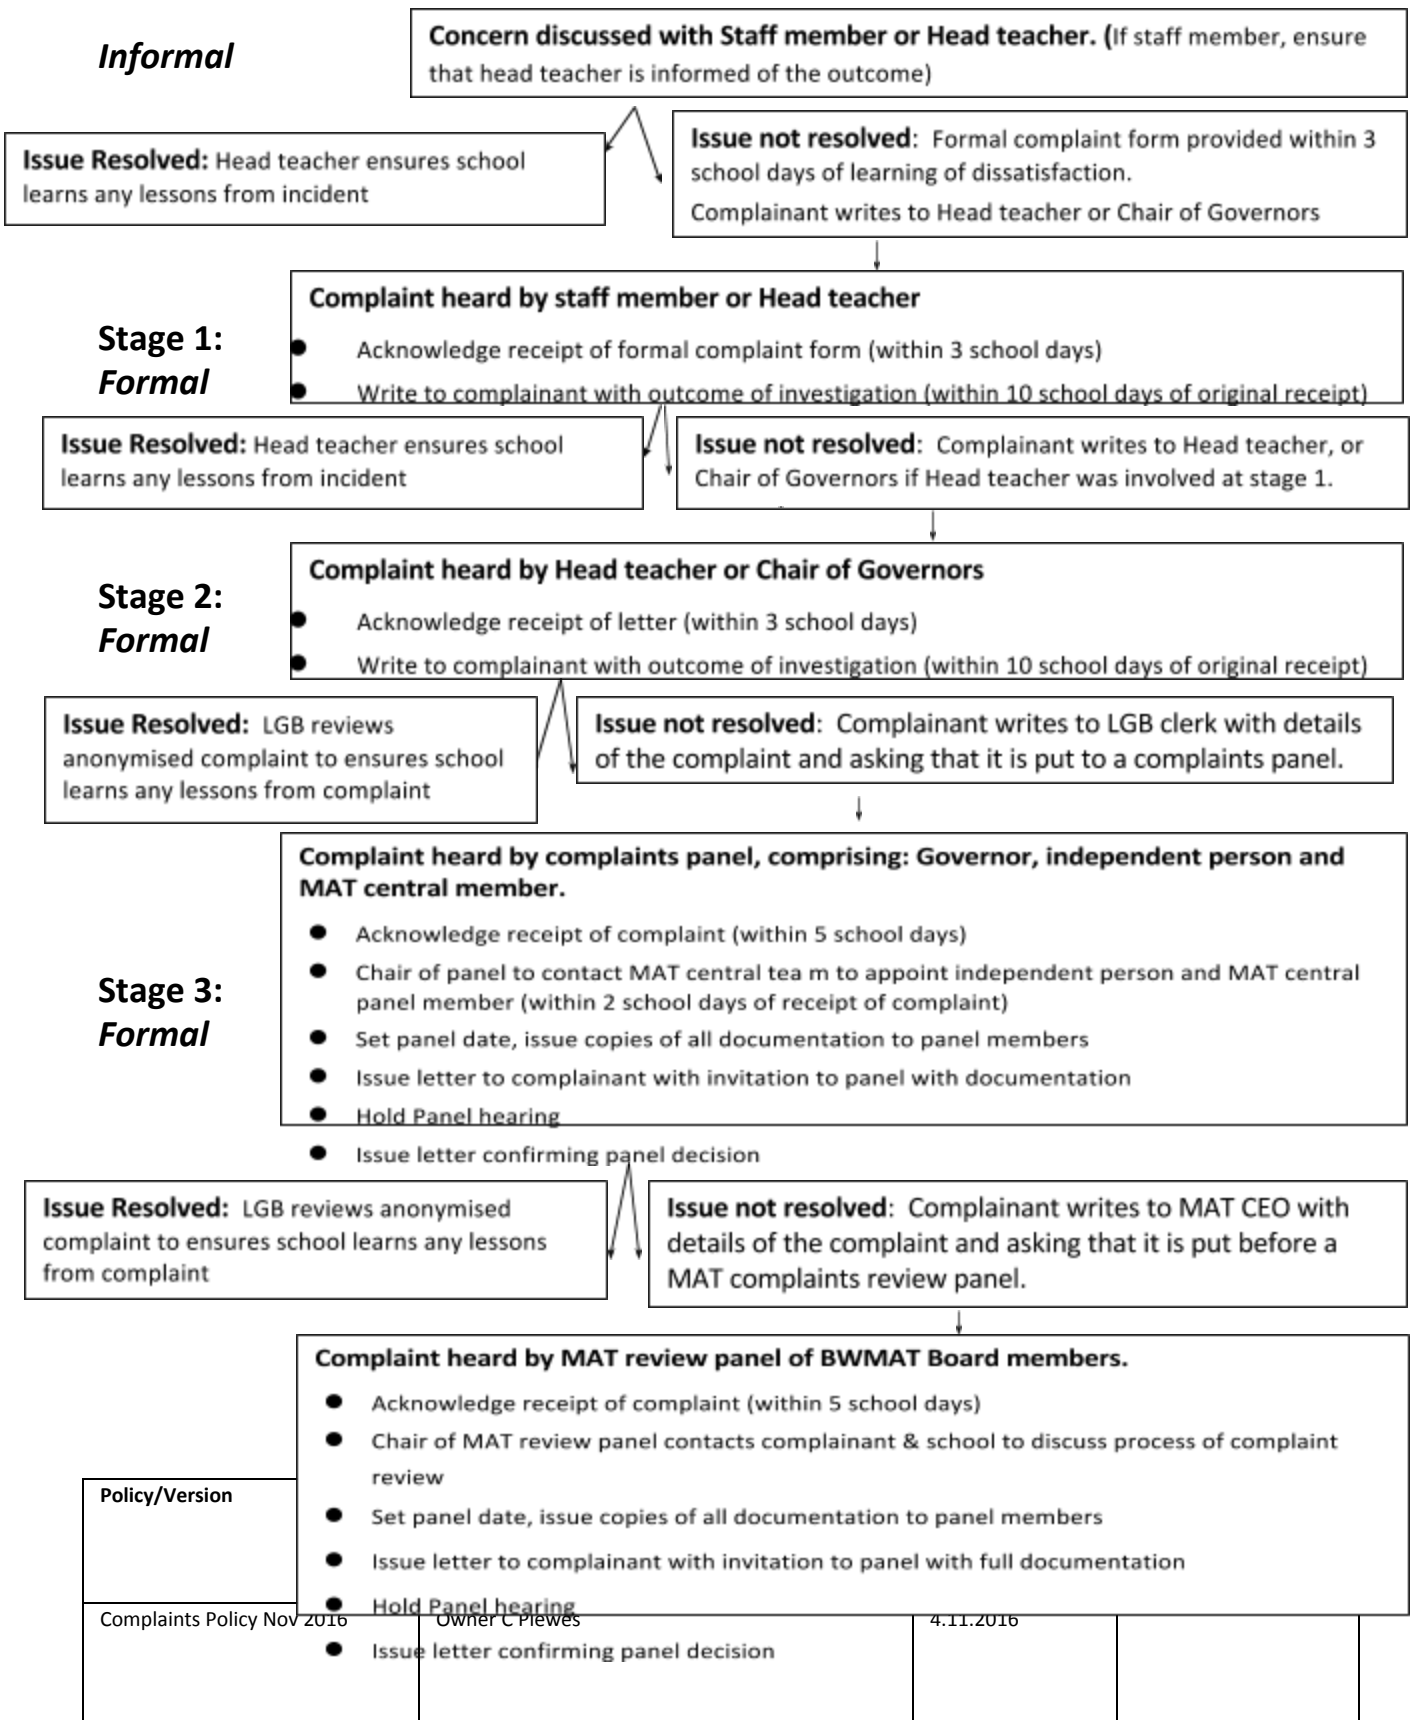 Informal
Concern discussed with Staff member or Head teacher. (If staff member, ensure
that head teacher is informed of the outcome)
Issue Resolved: Head teacher ensures school
learns any lessons from incident
Issue not resolved: Formal complaint form provided within 3
school days of learning of dissatisfaction.
Complainant writes to Head teacher or Chair of Governors
Stage 1:
Formal
Complaint heard by staff member or Head teacher
● Acknowledge receipt of formal complaint form (within 3 school days)
● Write to complainant with outcome of investigation (within 10 school days of original receipt)
Issue Resolved: Head teacher ensures school
learns any lessons from incident
Issue not resolved: Complainant writes to Head teacher, or
Chair of Governors if Head teacher was involved at stage 1.
Stage 2:
Formal
Complaint heard by Head teacher or Chair of Governors
● Acknowledge receipt of letter (within 3 school days)
● Write to complainant with outcome of investigation (within 10 school days of original receipt)
Issue Resolved: LGB reviews
anonymised complaint to ensures school
learns any lessons from complaint
Issue not resolved: Complainant writes to LGB clerk with details
of the complaint and asking that it is put to a complaints panel.
Stage 3:
Formal
Complaint heard by complaints panel, comprising: Governor, independent person and
MAT central member.
● Acknowledge receipt of complaint (within 5 school days)
● Chair of panel to contact MAT central tea m to appoint independent person and MAT central
panel member (within 2 school days of receipt of complaint)
● Set panel date, issue copies of all documentation to panel members
● Issue letter to complainant with invitation to panel with documentation
● Hold Panel hearing
● Issue letter confirming panel decision
Issue Resolved: LGB reviews anonymised
complaint to ensures school learns any lessons
from complaint
Issue not resolved: Complainant writes to MAT CEO with
details of the complaint and asking that it is put before a
MAT complaints review panel.
Complaint heard by MAT review panel of BWMAT Board members.
● Acknowledge receipt of complaint (within 5 school days)
● Chair of MAT review panel contacts complainant & school to discuss process of complaint
review
● Set panel date, issue copies of all documentation to panel members
● Issue letter to complainant with invitation to panel with full documentation
● Hold Panel hearing
● Issue letter confirming panel decision
Policy/Version
Complaints Policy Nov 2016
Owner C Plewes
4.11.2016